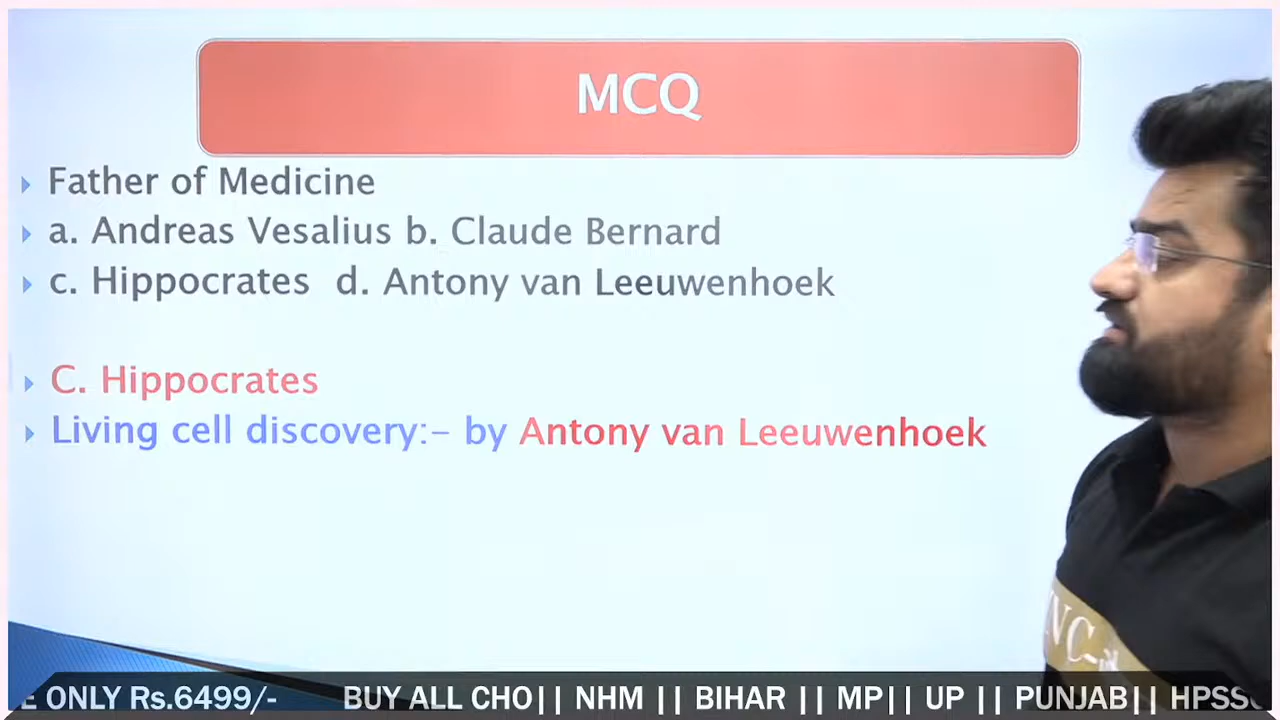 MCQ
Father of Medicine
a. Andreas Vesalius b. Claude Bernard
c. Hippocrates d. Antony van Leeuwenhoek
C. Hippocrates
Living cell discovery:– by Antony van Leeuwenhoek
ONLY Rs.6499/- BUY ALL CHO|| NHM || BIHAR || MP|| UP || PUNJAB||